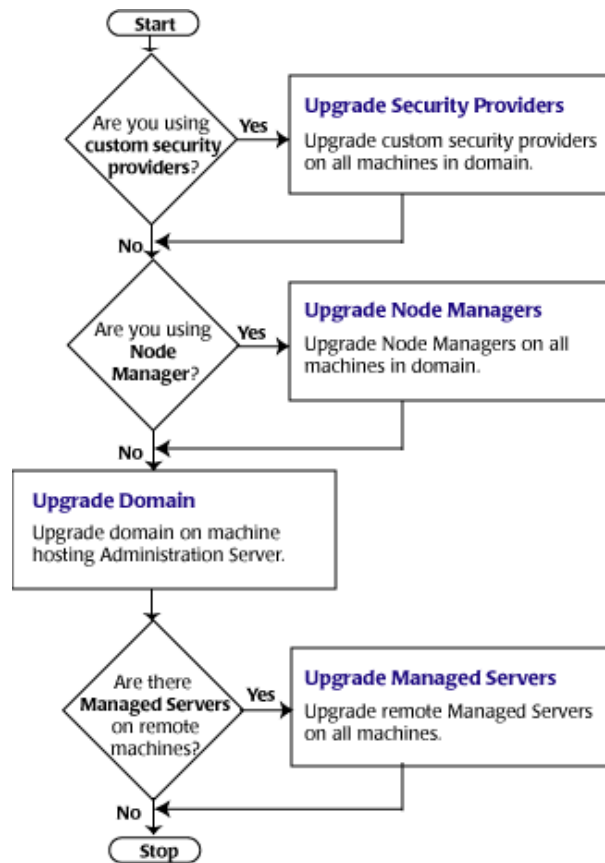 Start
Are you using
custom security
providers?
Yes
Upgrade Security Providers
Upgrade custom security providers
on all machines in domain.
No
Are you using
Node
Manager?
Yes
Upgrade Node Managers
Upgrade Node Managers on all
machines in domain.
No
Upgrade Domain
Upgrade domain on machine
hosting Administration Server.
Are there
Managed Servers
on remote
machines?
Yes
Upgrade Managed Servers
Upgrade remote Managed Servers
on all machines.
No
Stop